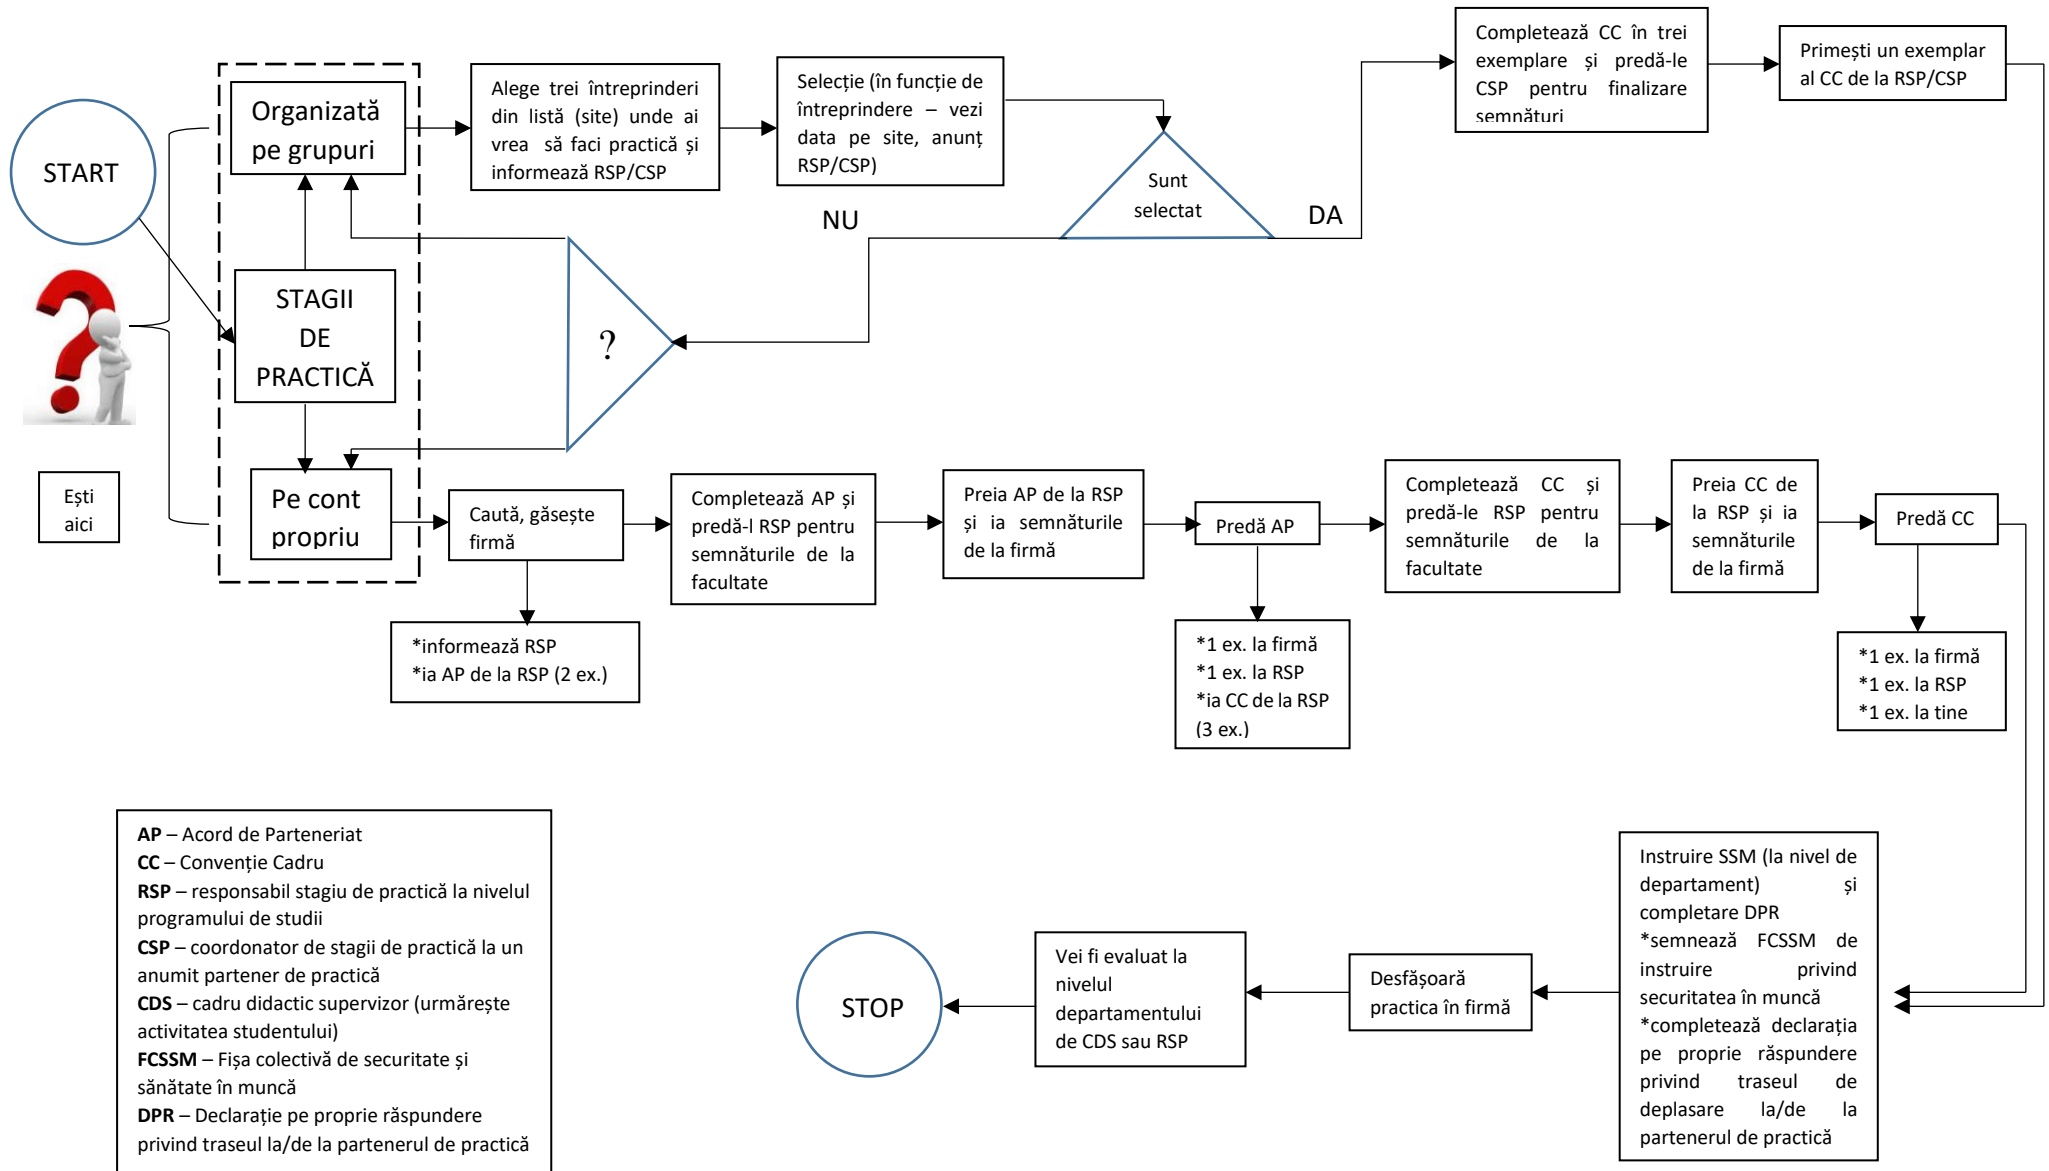 START
Organizată
pe grupuri
Alege trei întreprinderi
din listă (site) unde ai
vrea să faci practică și
informează RSP/CSP
Selecție (în funcție de
întreprindere – vezi
data pe site, anunț
RSP/CSP)
Sunt
selectat
NU
DA
Completează CC în trei
exemplare și predă-le
CSP pentru finalizare
semnături
Primești un exemplar
al CC de la RSP/CSP
STAGII
DE
PRACTICĂ
?
Ești
aici
Pe cont
propriu
Caută, găsește
firmă
*informează RSP
*ia AP de la RSP (2 ex.)
Completează AP și
predă-l RSP pentru
semnăturile de la
facultate
Preia AP de la RSP
și ia semnăturile
de la firmă
Predă AP
*1 ex. la firmă
*1 ex. la RSP
*ia CC de la RSP
(3 ex.)
Completează CC și
predă-le RSP pentru
semnăturile de la
facultate
Preia CC de
la RSP și ia
semnăturile
de la firmă
Predă CC
*1 ex. la firmă
*1 ex. la RSP
*1 ex. la tine
Instruire SSM (la nivel de
departament) și
completare DPR
*semnează FCSSM de
instruire privind
securitatea în muncă
*completează declarația
pe proprie răspundere
privind traseul de
deplasare la/de la
partenerul de practică
Desfășoară
practica în firmă
Vei fi evaluat la
nivelul
departamentului
de CDS sau RSP
STOP
AP – Acord de Parteneriat
CC – Convenție Cadru
RSP – responsabil stagiu de practică la nivelul
programului de studii
CSP – coordonator de stagii de practică la un
anumit partener de practică
CDS – cadru didactic supervizor (urmărește
activitatea studentului)
FCSSM – Fișa colectivă de securitate și
sănătate în muncă
DPR – Declarație pe proprie răspundere
privind traseul la/de la partenerul de practică